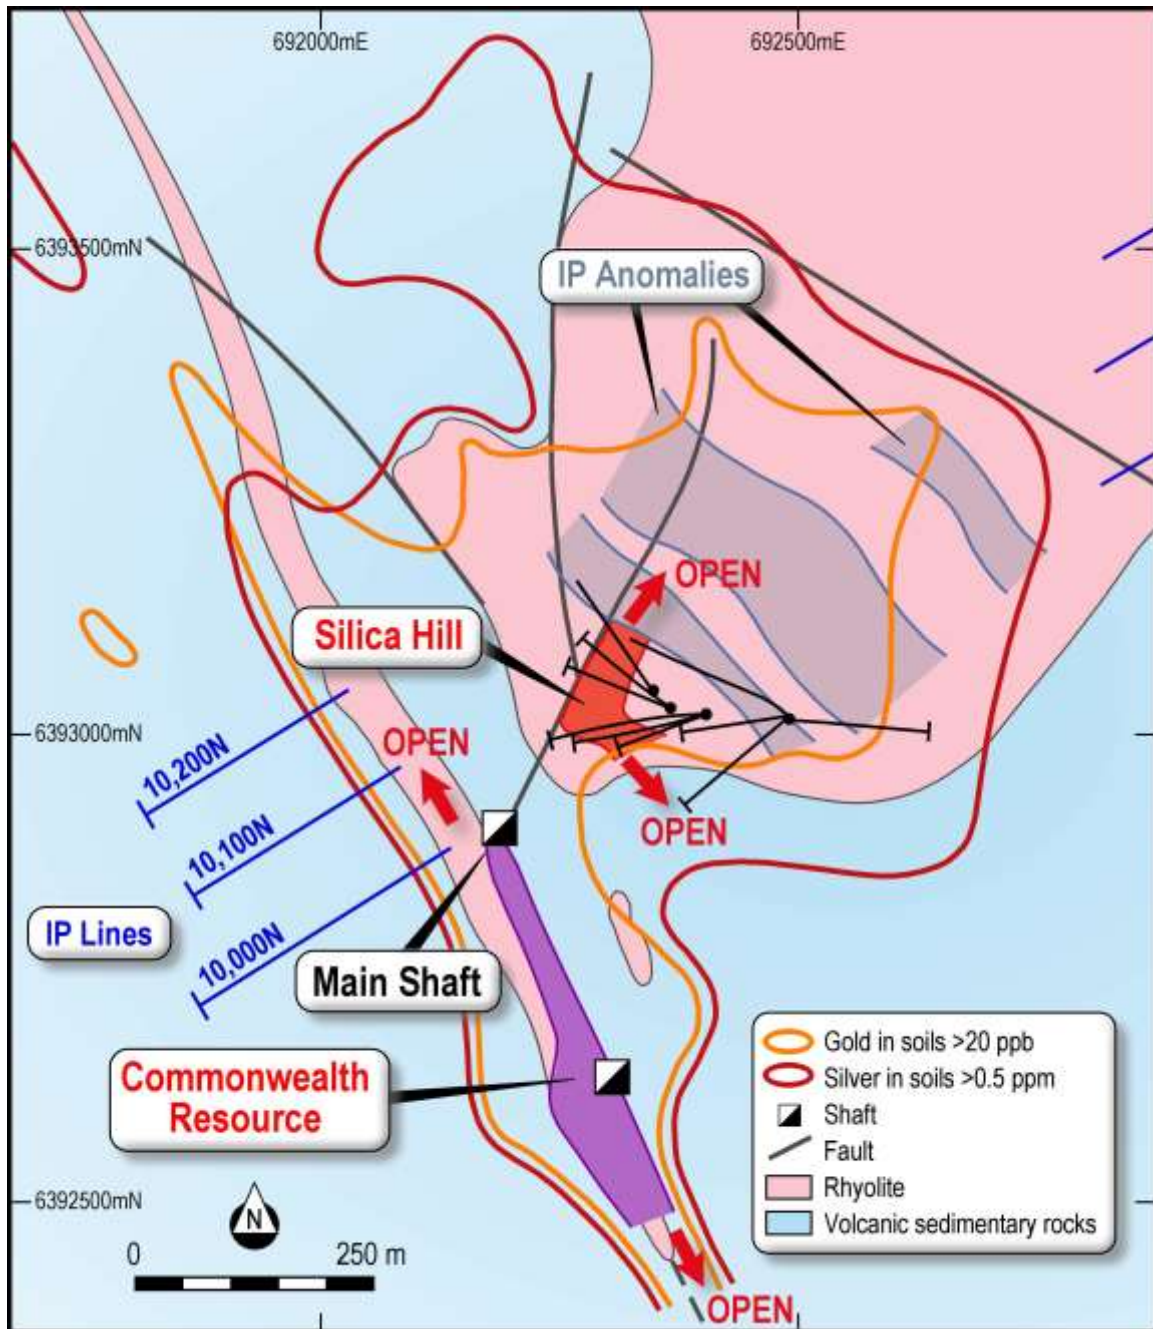 692000mE
692500mE
6393500mN
IP Anomalies
OPEN
Silica Hill
6393000mN
OPEN
10,200N
OPEN
10,100N
IP Lines
10,000N
Main Shaft
Commonwealth
Resource
Gold in soils >20 ppb
Silver in soils >0.5 ppm
Shaft
Fault
Rhyolite
Volcanic sedimentary rocks
6392500mN
N
0
250 m
OPEN